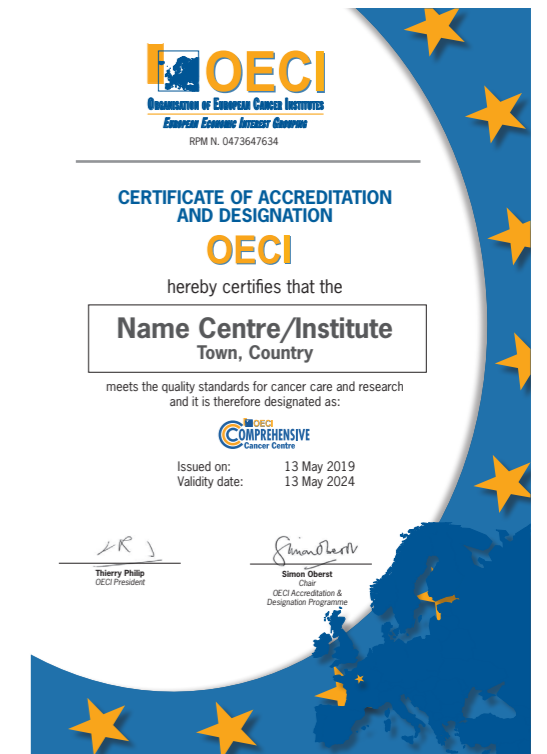 OECI
Organisation of European Cancer Institutes
European Economic Interest Grouping
RPM N. 0473647634
CERTIFICATE OF ACCREDITATION
AND DESIGNATION
OECI
hereby certifies that the
Name Centre/Institute
Town, Country
meets the quality standards for cancer care and research
and it is therefore designated as:
OECI
COMPREHENSIVE
Cancer Centre
Issued on: 13 May 2019
Validity date: 13 May 2024
Simon Oberst
Thierry Philip
OECI President
Simon Oberst
Chair
OECI Accreditation &
Designation Programme